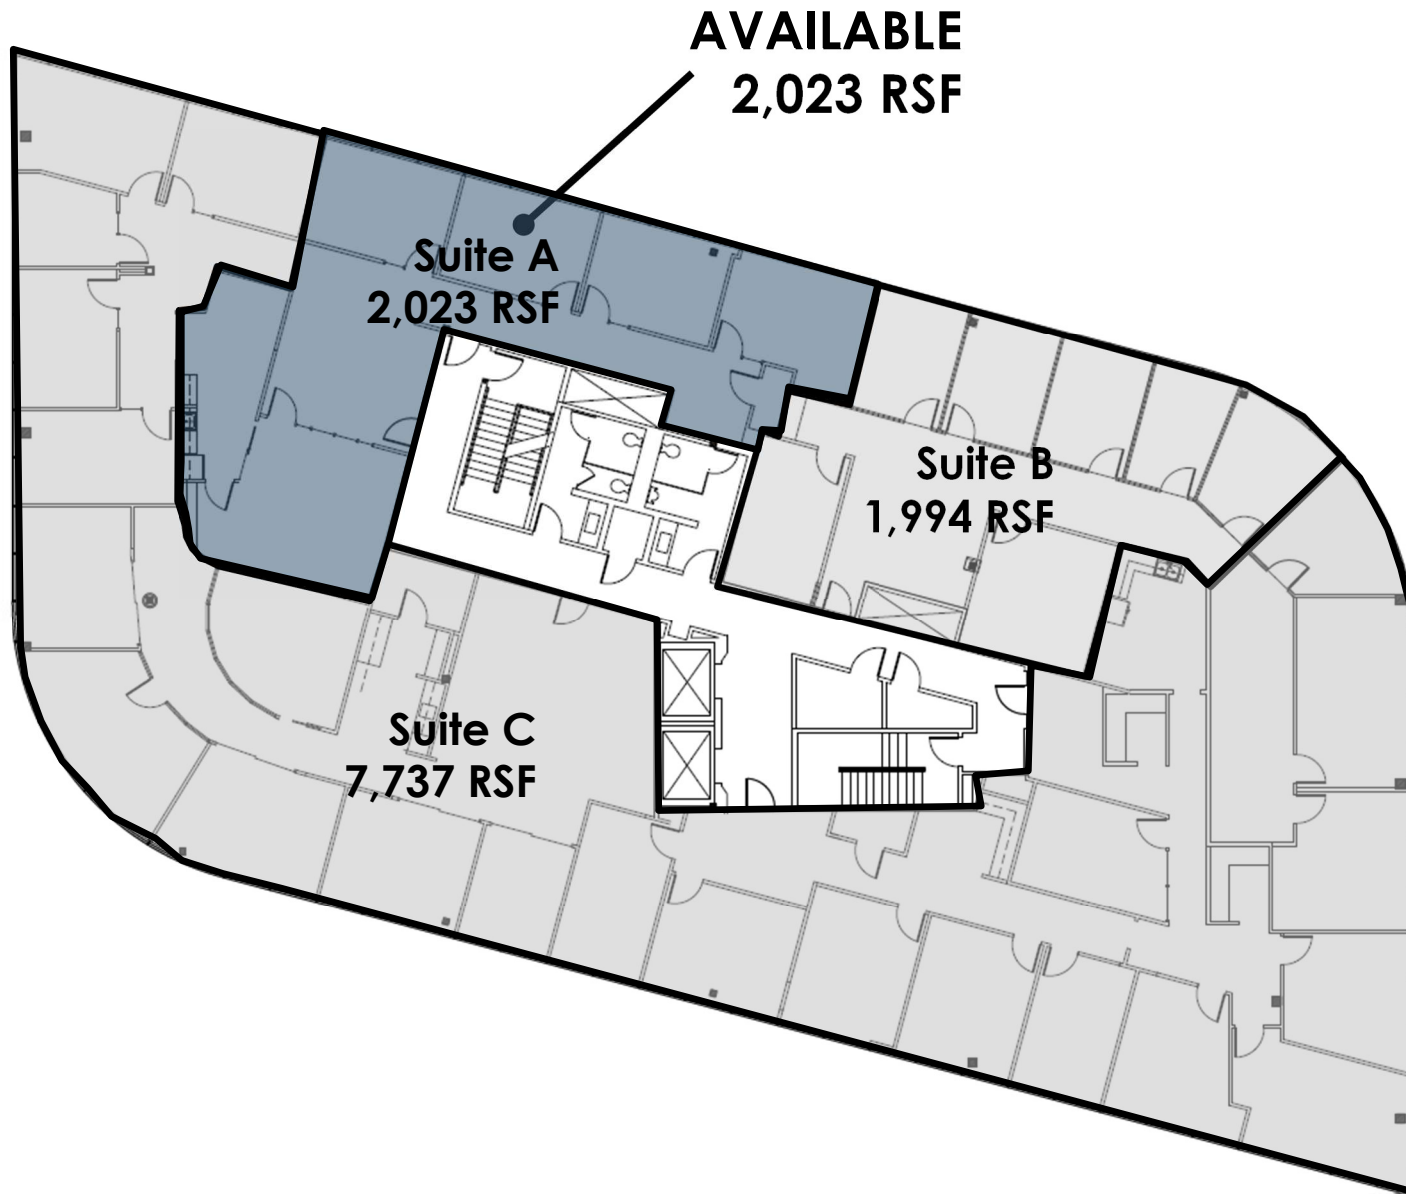 AVAILABLE
2,023 RSF
Suite A
2,023 RSF
Suite B
1,994 RSF
Suite C
7,737 RSF